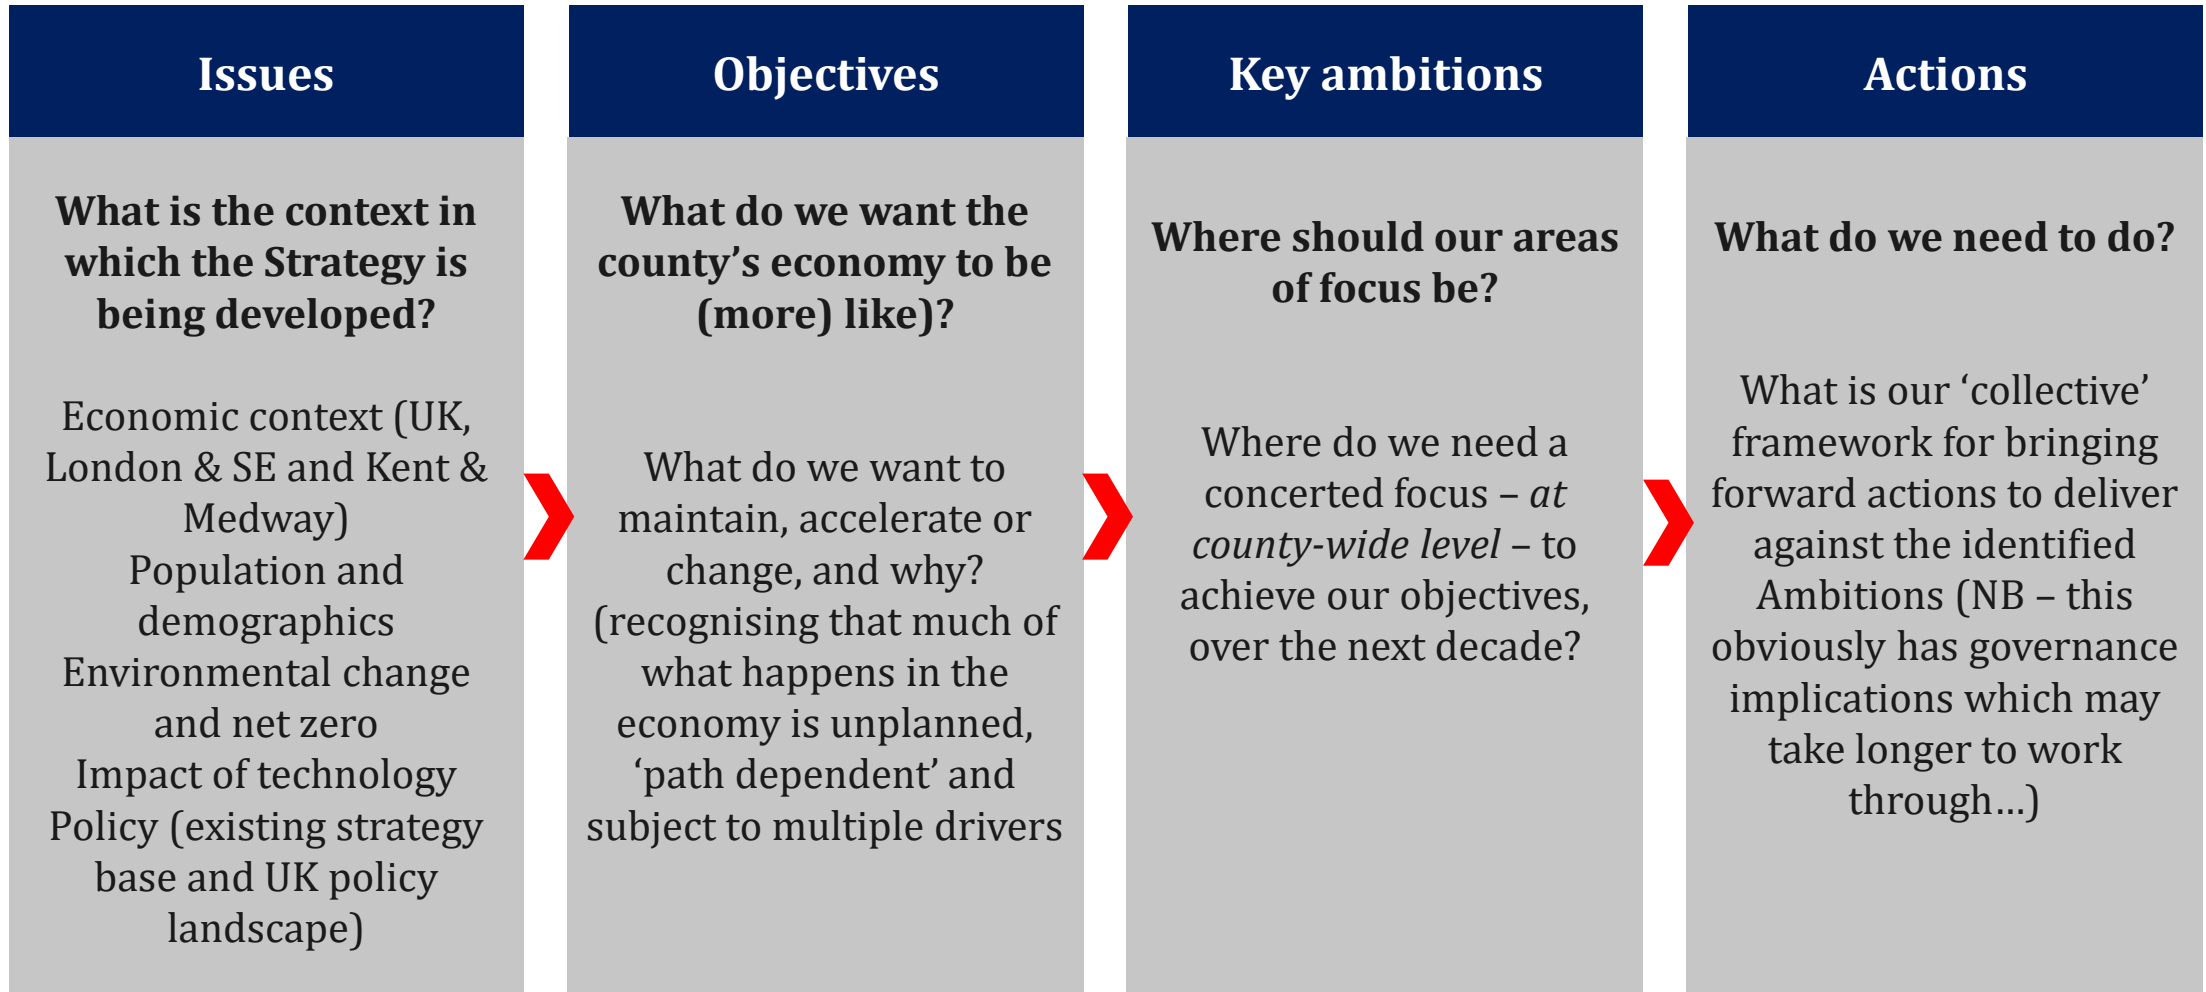 Issues
What is the context in
which the Strategy is
being developed?
Economic context (UK,
London & SE and Kent &
Medway)
Population and
demographics
Environmental change
and net zero
Impact of technology
Policy (existing strategy
base and UK policy
landscape)
Objectives
What do we want the
county’s economy to be
(more) like)?
What do we want to
maintain, accelerate or
change, and why?
(recognising that much of
what happens in the
economy is unplanned,
‘path dependent’ and
subject to multiple drivers
Key ambitions
Where should our areas
of focus be?
Where do we need a
concerted focus – at
county-wide level – to
achieve our objectives,
over the next decade?
Actions
What do we need to do?
What is our ‘collective’
framework for bringing
forward actions to deliver
against the identified
Ambitions (NB – this
obviously has governance
implications which may
take longer to work
through…)